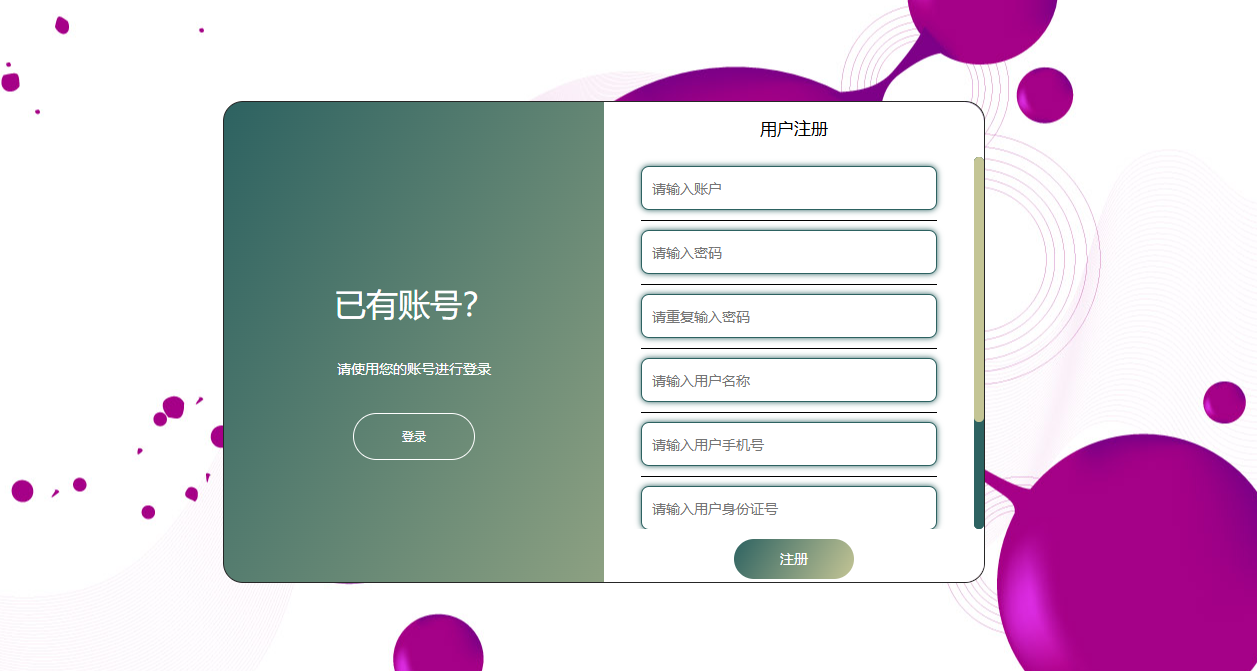 用户注册
请输入账户
请输入密码
请重复输入密码
请输入用户名称
请输入用户手机号
请输入用户身份证号
注册
已有账号?
请使用您的账号进行登录
登录